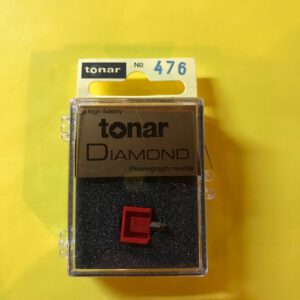 tonar No 476
high fidelity
tonar
DIAMOND
Phonograph needle